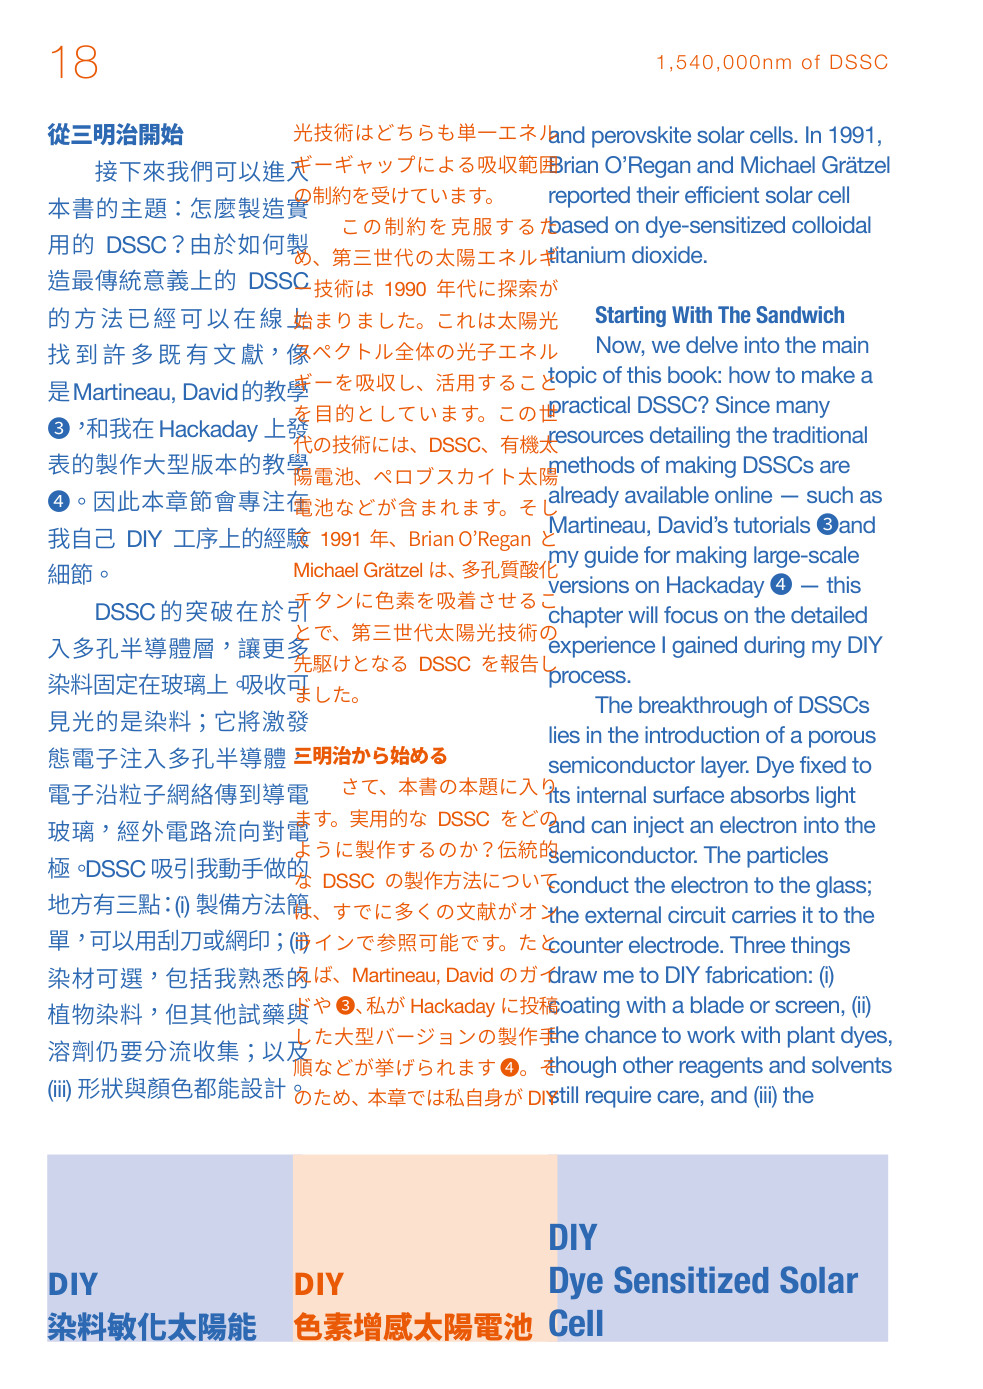 18
1,540,000nm of DSSC
從三明治開始
接下來我們可以進入
本書的主題：怎麼製造實
用的 DSSC？由於如何製
造最傳統意義上的 DSSC
的方法已經可以在線上
找到許多既有文獻，像
是Martineau, David的教學
❸，和我在 Hackaday 上發
表的製作大型版本的教學
❹。因此本章節會專注在
我自己 DIY 工序上的經驗
細節。
DSSC 的突破在於引
入多孔半導體層，讓更多
染料固定在玻璃上。吸收可
見光的是染料；它將激發
態電子注入多孔半導體。
電子沿粒子網絡傳到導電
玻璃，經外電路流向對電
極。DSSC 吸引我動手做的
地方有三點：(i) 製備方法簡
單，可以用刮刀或網印；(ii)
染材可選，包括我熟悉的
植物染料，但其他試藥與
溶劑仍要分流收集；以及
(iii) 形狀與顏色都能設計。
光技術はどちらも単一エネル
ギーギャップによる吸収範囲
の制約を受けています。
この制約を克服するた
め、第三世代の太陽エネルギ
ー技術は 1990 年代に探索が
始まりました。これは太陽光
スペクトル全体の光子エネル
ギーを吸収し、活用すること
を目的としています。この世
代の技術には、DSSC、有機太
陽電池、ペロブスカイト太陽
電池などが含まれます。そし
て 1991 年、Brian O’Regan と
Michael Grätzel は、多孔質酸化
チタンに色素を吸着させるこ
とで、第三世代太陽光技術の
先駆けとなる DSSC を報告し
ました。
三明治から始める
さて、本書の本題に入り
ます。実用的な DSSC をどの
ように製作するのか？伝統的
な DSSC の製作方法について
は、すでに多くの文献がオン
ラインで参照可能です。たと
えば、Martineau, David のガイ
ドや ❸、私が Hackaday に投稿
した大型バージョンの製作手
順などが挙げられます ❹。そ
のため、本章では私自身が DIY
and perovskite solar cells. In 1991,
Brian O’Regan and Michael Grätzel
reported their efficient solar cell
based on dye-sensitized colloidal
titanium dioxide.
Starting With The Sandwich
Now, we delve into the main
topic of this book: how to make a
practical DSSC? Since many
resources detailing the traditional
methods of making DSSCs are
already available online — such as
Martineau, David’s tutorials ❸and
my guide for making large-scale
versions on Hackaday ❹ — this
chapter will focus on the detailed
experience I gained during my DIY
process.
The breakthrough of DSSCs
lies in the introduction of a porous
semiconductor layer. Dye fixed to
its internal surface absorbs light
and can inject an electron into the
semiconductor. The particles
conduct the electron to the glass;
the external circuit carries it to the
counter electrode. Three things
draw me to DIY fabrication: (i)
coating with a blade or screen, (ii)
the chance to work with plant dyes,
though other reagents and solvents
still require care, and (iii) the
DIY
染料敏化太陽能
DIY
色素増感太陽電池
DIY
Dye Sensitized Solar
Cell